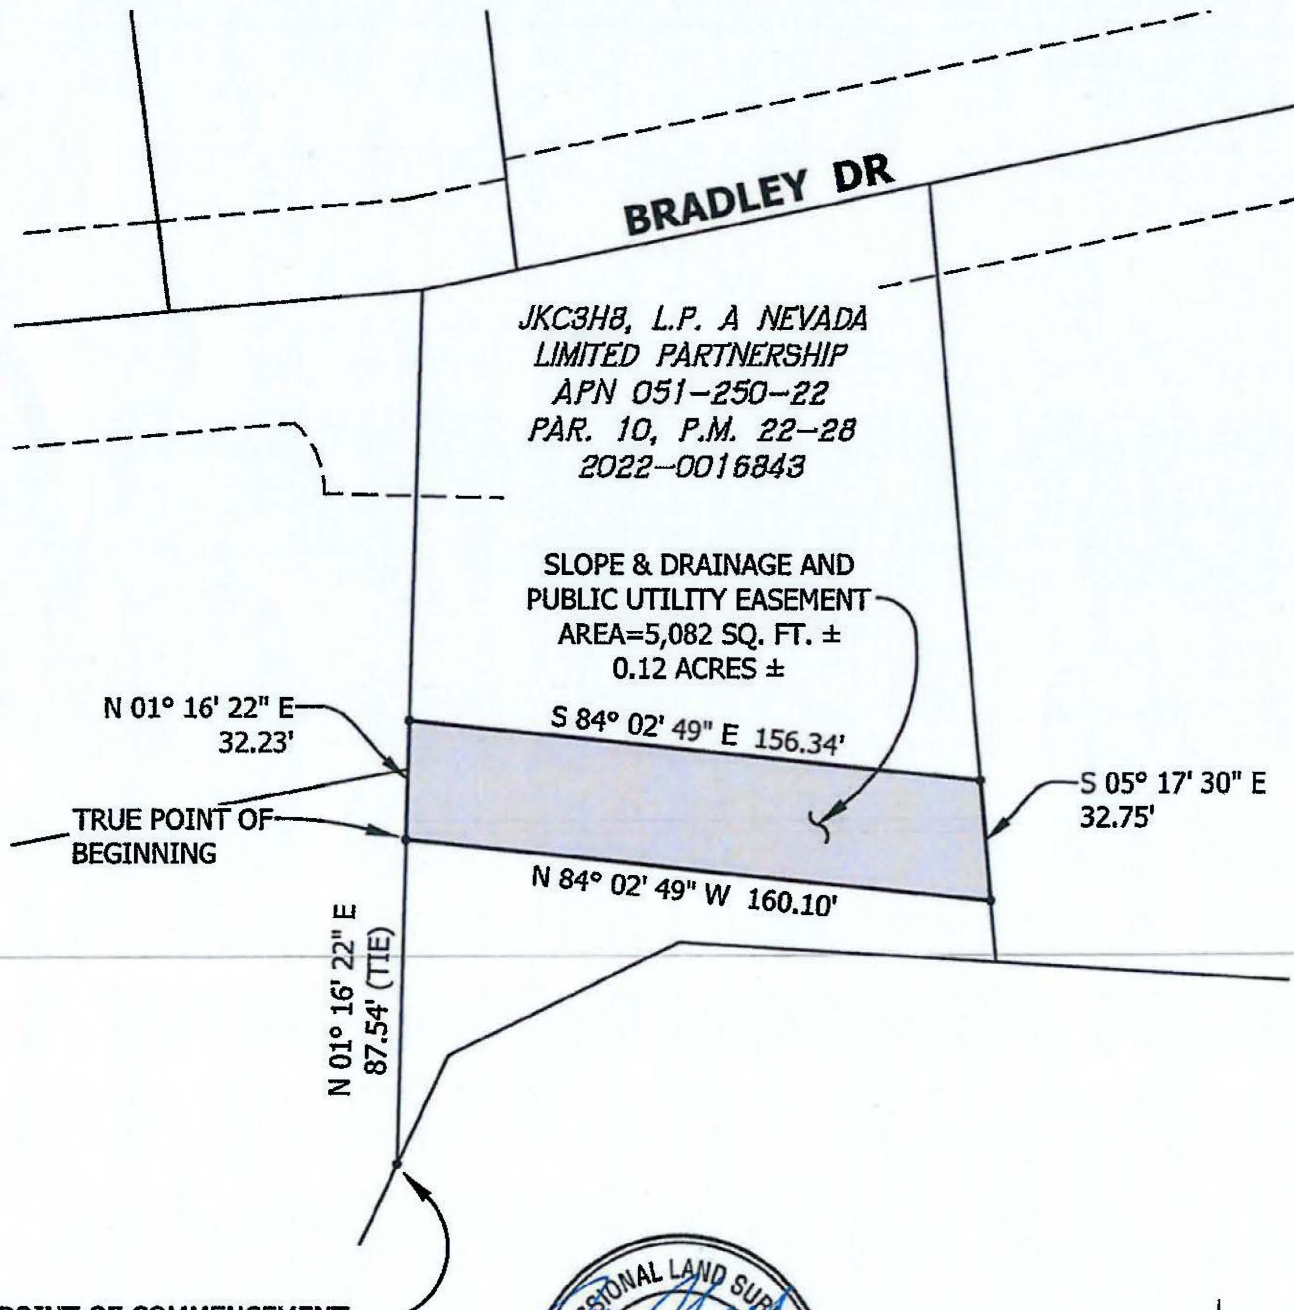 BRADLEY DR
JKC3H8, L.P. A NEVADA
LIMITED PARTNERSHIP
APN 051-250-22
PAR. 10, P.M. 22-28
2022-0016843
SLOPE & DRAINAGE AND
PUBLIC UTILITY EASEMENT
AREA=5,082 SQ. FT. ±
0.12 ACRES ±
N 01° 16' 22" E
32.23'
S 84° 02' 49" E 156.34'
S 05° 17' 30" E
32.75'
TRUE POINT OF
BEGINNING
N 84° 02' 49" W 160.10'
N 01° 16' 22" E
87.54' (TIE)
POINT OF COMMENCEMENT
SIONAL LAND SUR